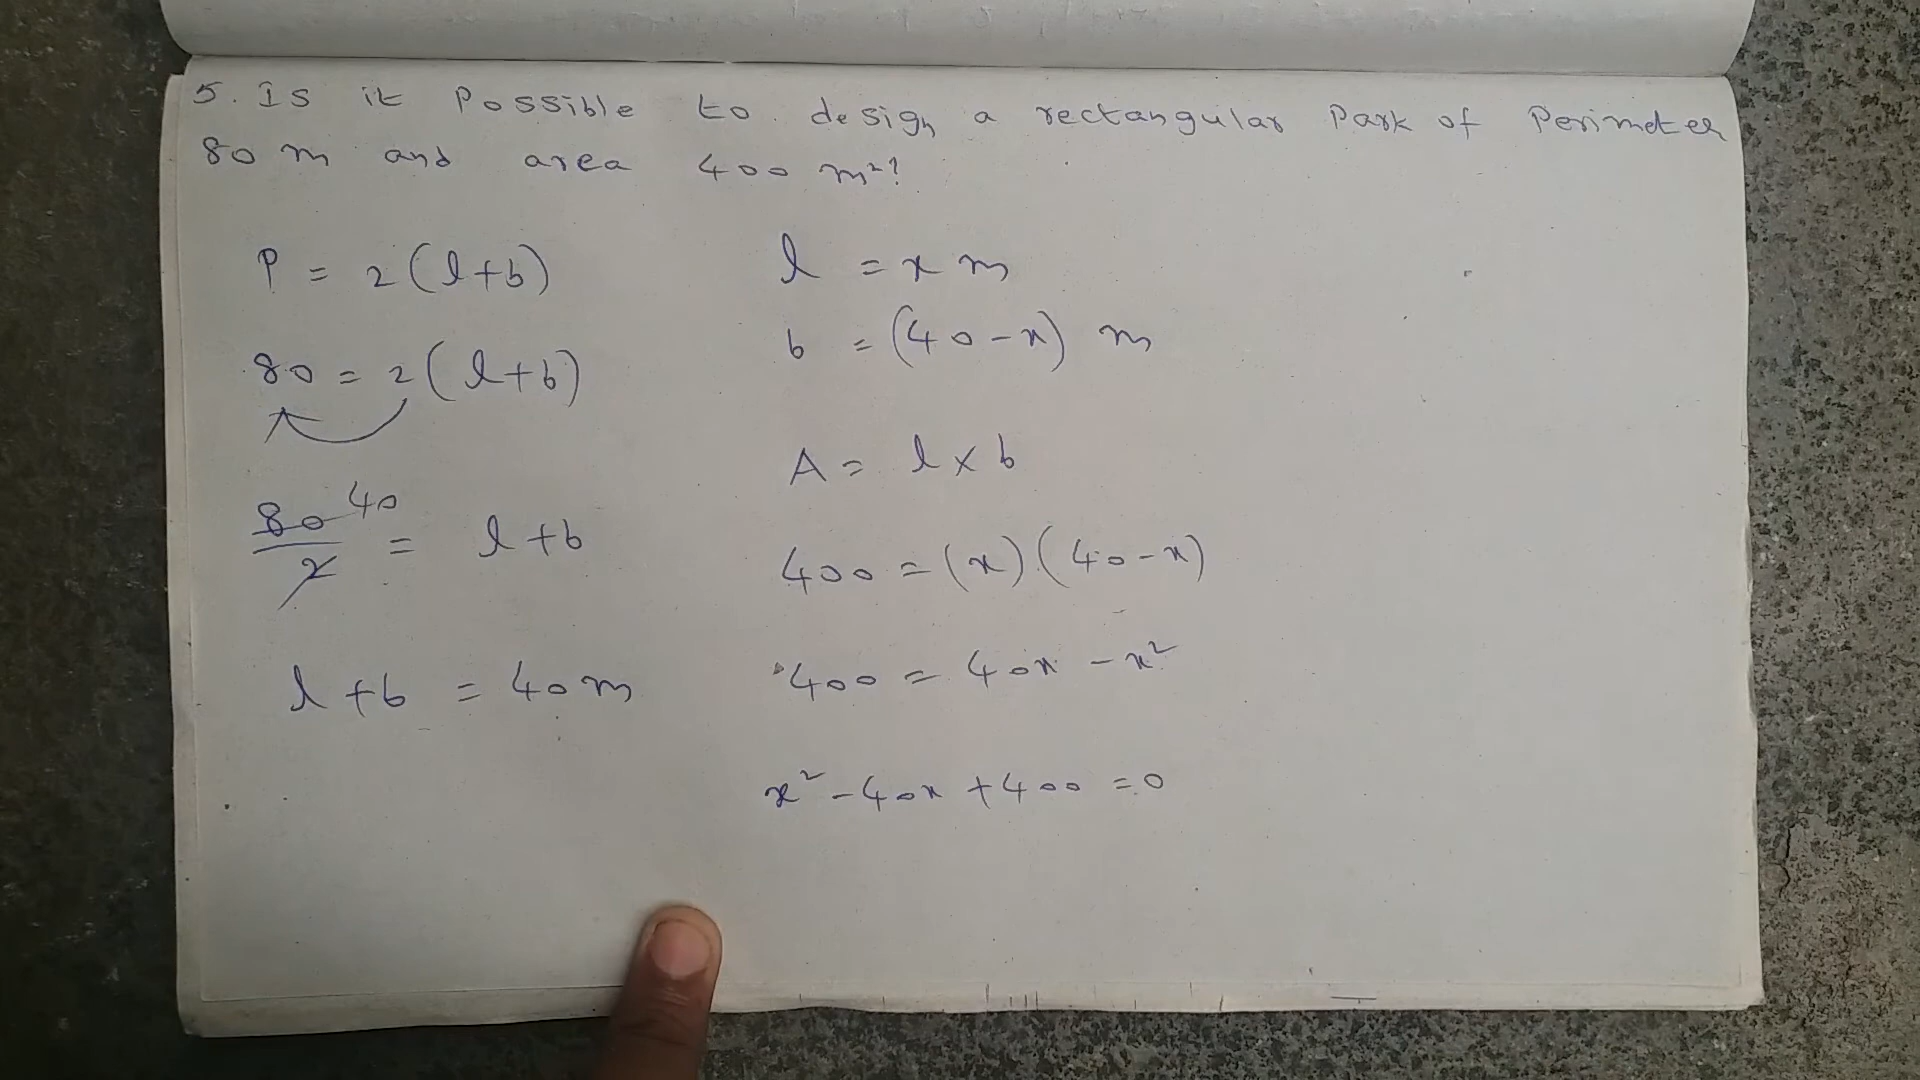 5. Is it Possible to design a rectangular Park of Perimeter
80 m and area 400 m²?
P = 2(l+b)
80 = 2(l+b)
80/2 40 = l+b
l+b = 40m
l = x m
b = (40-x) m
A = l×b
400 = (x)(40-x)
400 = 40x - x²
x² - 40x + 400 = 0